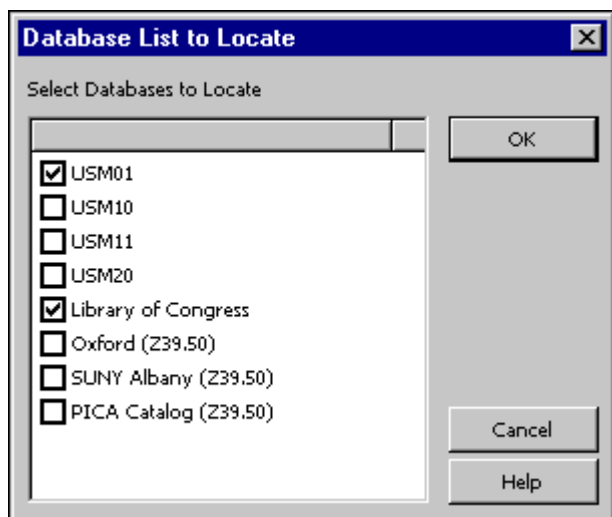 Database List to Locate
Select Databases to Locate
OK
USM01
USM10
USM11
USM20
Library of Congress
Oxford (Z39.50)
SUNY Albany (Z39.50)
PICA Catalog (Z39.50)
Cancel
Help